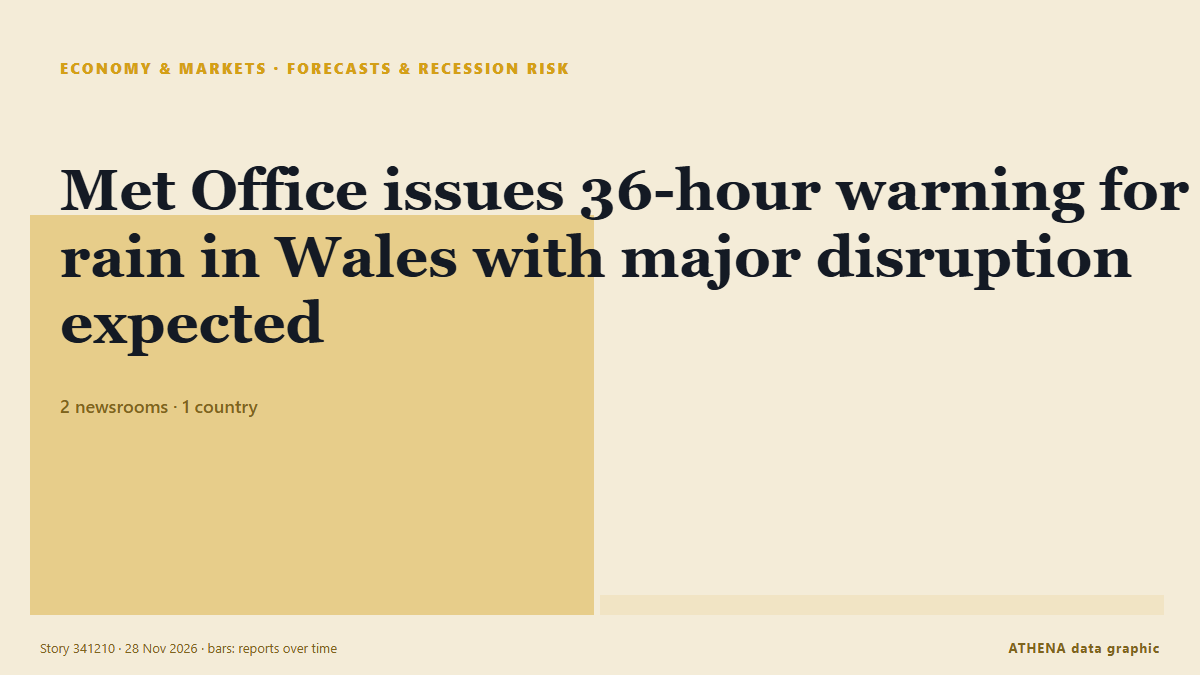 ECONOMY & MARKETS · FORECASTS & RECESSION RISK
Met Office issues 36-hour warning for
rain in Wales with major disruption
expected
2 newsrooms · 1 country
Story 341210 · 28 Nov 2026 · bars: reports over time
ATHENA data graphic